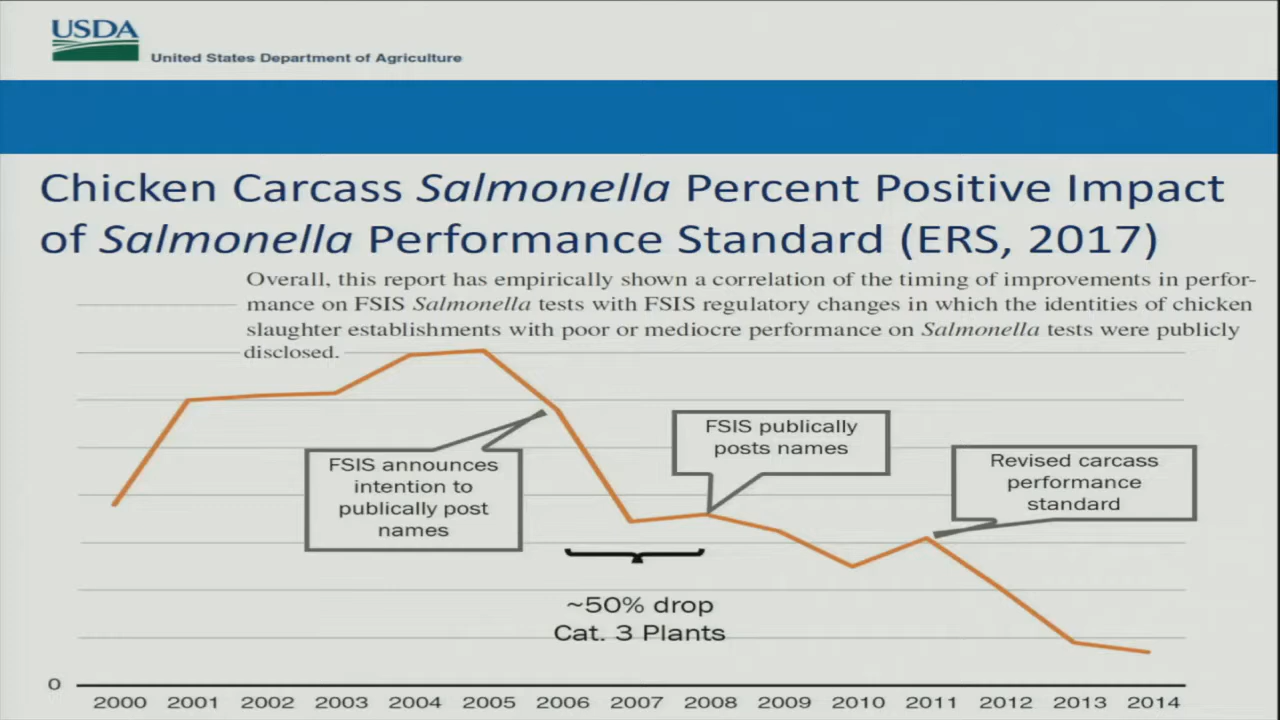 USDA
United States Department of Agriculture
Chicken Carcass Salmonella Percent Positive Impact
of Salmonella Performance Standard (ERS, 2017)
Overall, this report has empirically shown a correlation of the timing of improvements in perfor-
mance on FSIS Salmonella tests with FSIS regulatory changes in which the identities of chicken
slaughter establishments with poor or mediocre performance on Salmonella tests were publicly
disclosed.
FSIS announces
intention to
publically post
names
FSIS publically
posts names
Revised carcass
performance
standard
~50% drop
Cat. 3 Plants
0
2000 2001 2002 2003 2004 2005 2006 2007 2008 2009 2010 2011 2012 2013 2014